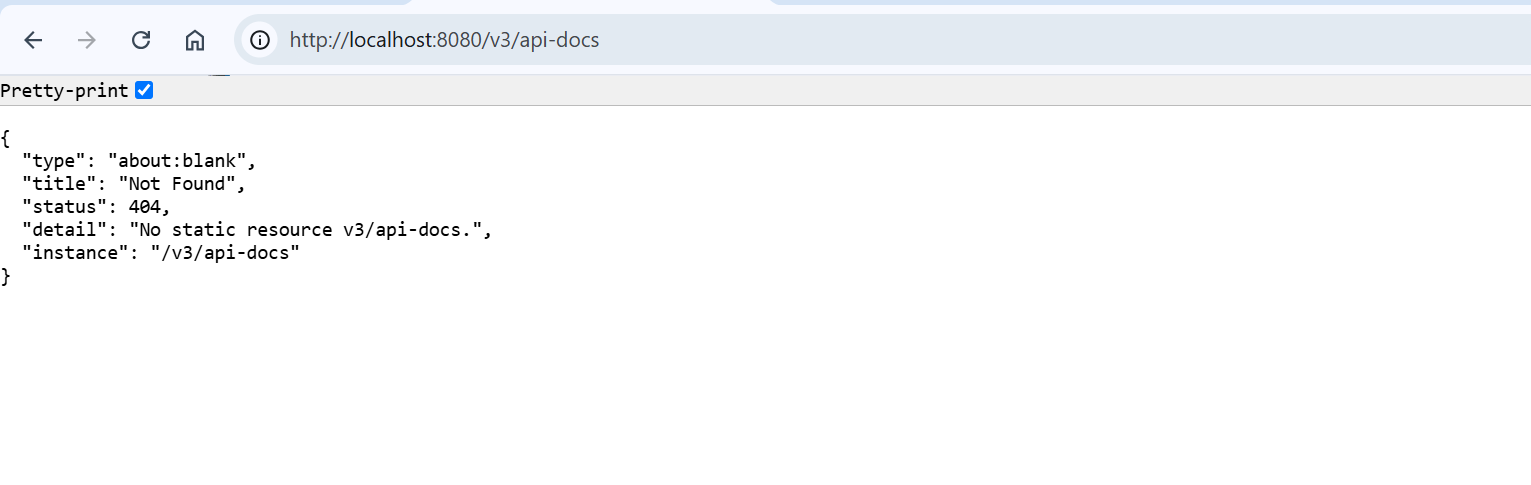 http://localhost:8080/v3/api-docs
Pretty-print
{
  "type": "about:blank",
  "title": "Not Found",
  "status": 404,
  "detail": "No static resource v3/api-docs.",
  "instance": "/v3/api-docs"
}